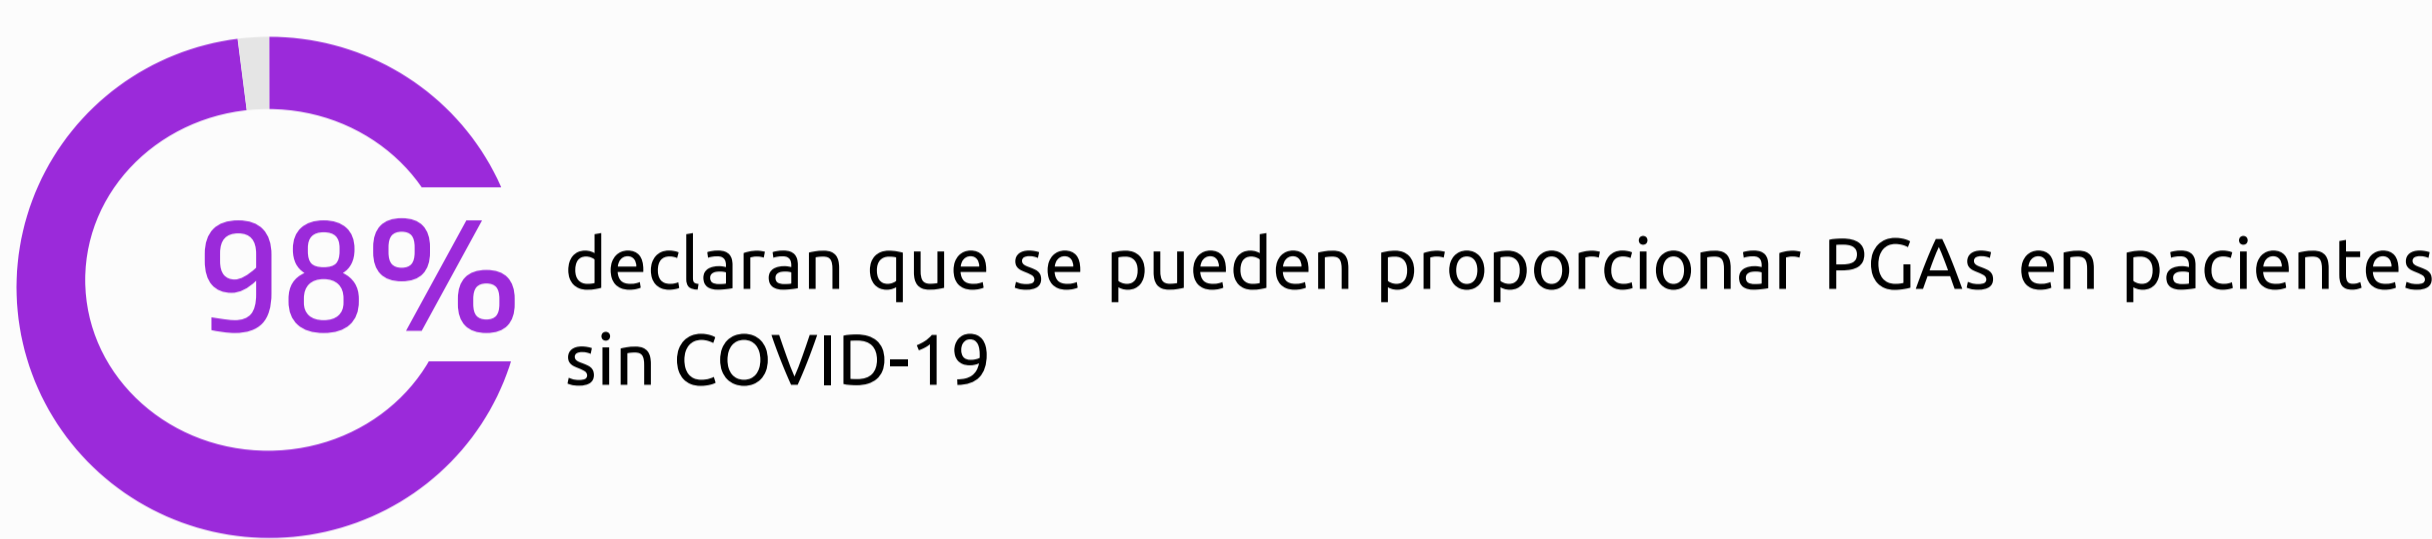 98%
declaran que se pueden proporcionar PGAs en pacientes
sin COVID-19